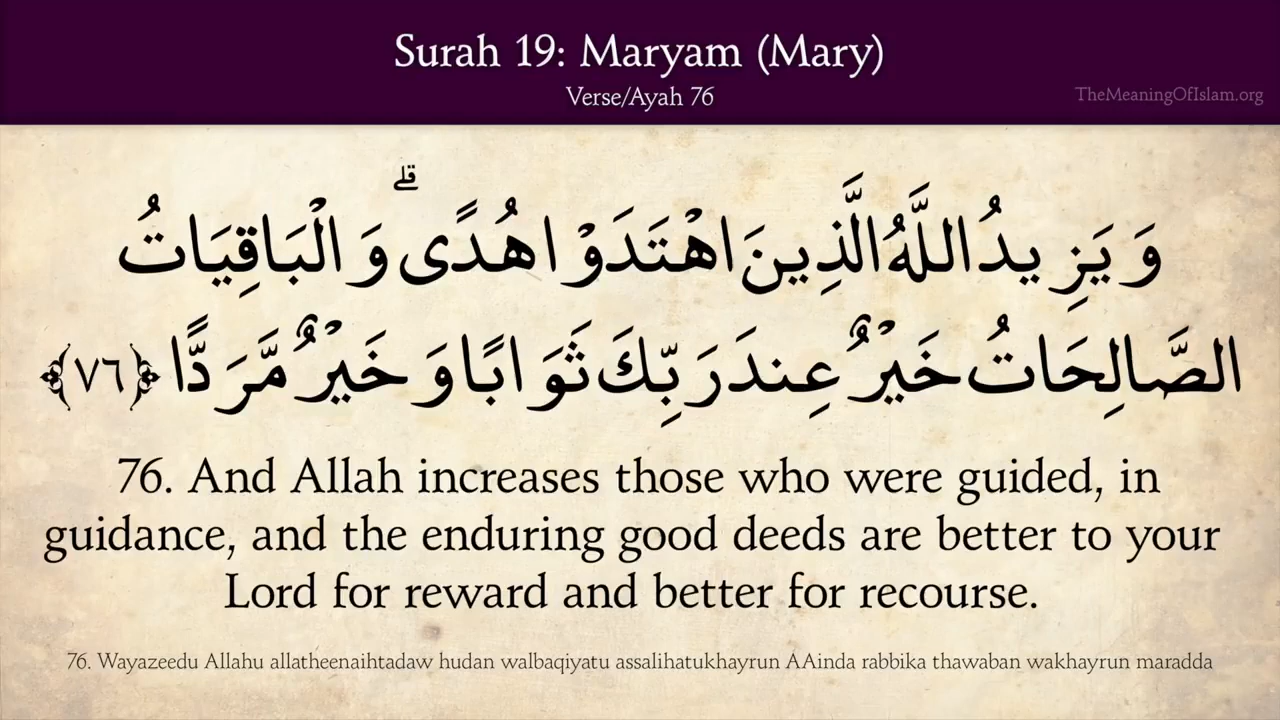 Surah 19: Maryam (Mary)
Verse/Ayah 76
TheMeaningOfIslam.org
وَيَزِيدُ اللَّهُ الَّذِينَ اهْتَدَوْا هُدًى ۗ وَالْبَاقِيَاتُ
الصَّالِحَاتُ خَيْرٌ عِندَ رَبِّكَ ثَوَابًا وَخَيْرٌ مَّرَدًّا ﴿٧٦﴾
76. And Allah increases those who were guided, in
guidance, and the enduring good deeds are better to your
Lord for reward and better for recourse.
76. Wayazeedu Allahu allatheenaihtadaw hudan walbaqiyatu assalihatukhayrun AAinda rabbika thawaban wakhayrun maradda